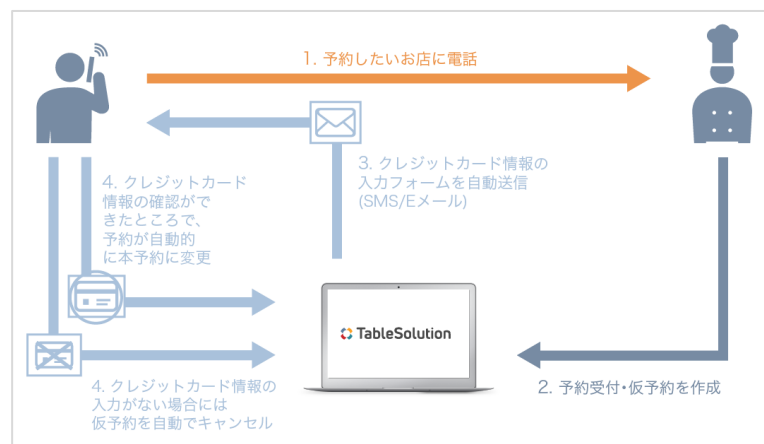 1. 予約したいお店に電話
3. クレジットカード情報の
入力フォームを自動送信
(SMS/Eメール)
4. クレジットカード
情報の確認がで
きたところで、
予約が自動的
に本予約に変更
TableSolution
2. 予約受付・仮予約を作成
4. クレジットカード情報の
入力がない場合には
仮予約を自動でキャンセル